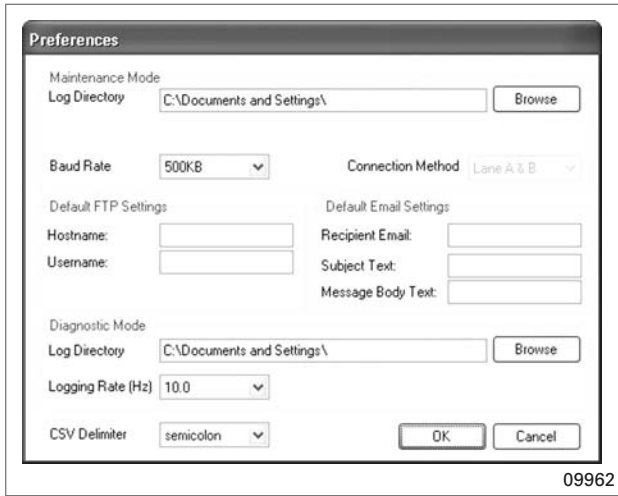 Preferences
Maintenance Mode
Log Directory C:\Documents and Settings\ Browse
Baud Rate 500KB Connection Method Lane A & B
Default FTP Settings Default Email Settings
Hostname: Recipient Email:
Username: Subject Text:
Message Body Text:
Diagnostic Mode
Log Directory C:\Documents and Settings\ Browse
Logging Rate (Hz) 10.0
CSV Delimiter semicolon OK Cancel
09962